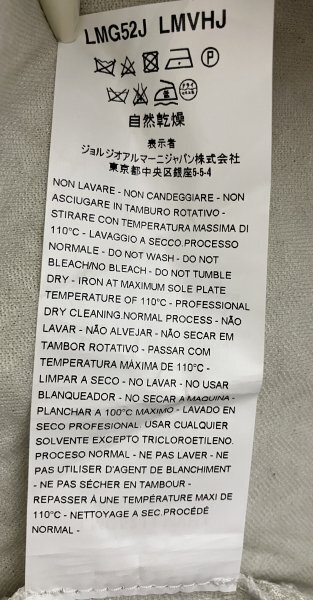 LMG52J LMVHJ
自然乾燥
表示者
ジョルジオアルマーニジャパン株式会社
東京都中央区銀座5-5-4
NON LAVARE - NON CANDEGGIARE - NON
ASCIUGARE IN TAMBURO ROTATIVO -
STIRARE CON TEMPERATURA MASSIMA DI
110°C - LAVAGGIO A SECCO.PROCESSO
NORMALE - DO NOT WASH - DO NOT
BLEACH/NO BLEACH - DO NOT TUMBLE
DRY - IRON AT MAXIMUM SOLE PLATE
TEMPERATURE OF 110°C - PROFESSIONAL
DRY CLEANING.NORMAL PROCESS - NÃO
LAVAR - NÃO ALVEJAR - NÃO SECAR EM
TAMBOR ROTATIVO - PASSAR COM
TEMPERATURA MÀXIMA DE 110°C -
LIMPAR A SECO - NO LAVAR - NO USAR
BLANQUEADOR - NO SECAR A MAQUINA -
PLANCHAR A 100°C MAXIMO - LAVADO EN
SECO PROFESIONAL. USAR CUALQUIER
SOLVENTE EXCEPTO TRICLOROETILENO.
PROCESO NORMAL - NE PAS LAVER - NE
PAS UTILISER D'AGENT DE BLANCHIMENT
- NE PAS SÉCHER EN TAMBOUR -
REPASSER À UNE TEMPÉRATURE MAXI DE
110°C - NETTOYAGE A SEC.PROCÉDÉ
NORMAL -